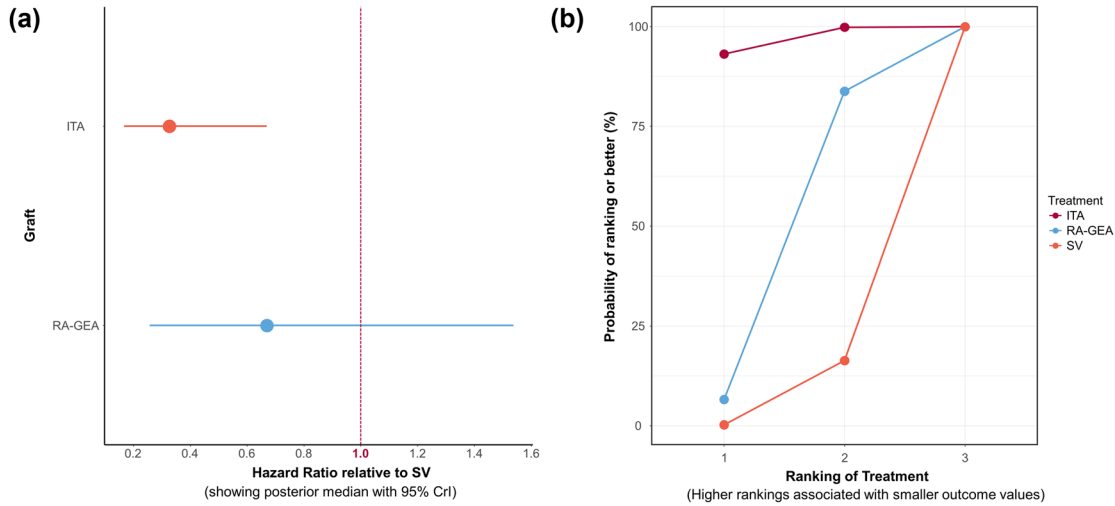 (a)
ITA
RA-GEA
Graft
0.2 0.4 0.6 0.8 1.0 1.2 1.4 1.6
Hazard Ratio relative to SV
(showing posterior median with 95% CrI)
(b)
100
75
50
25
0
Probability of ranking or better (%)
1 2 3
Ranking of Treatment
(Higher rankings associated with smaller outcome values)
Treatment
ITA
RA-GEA
SV